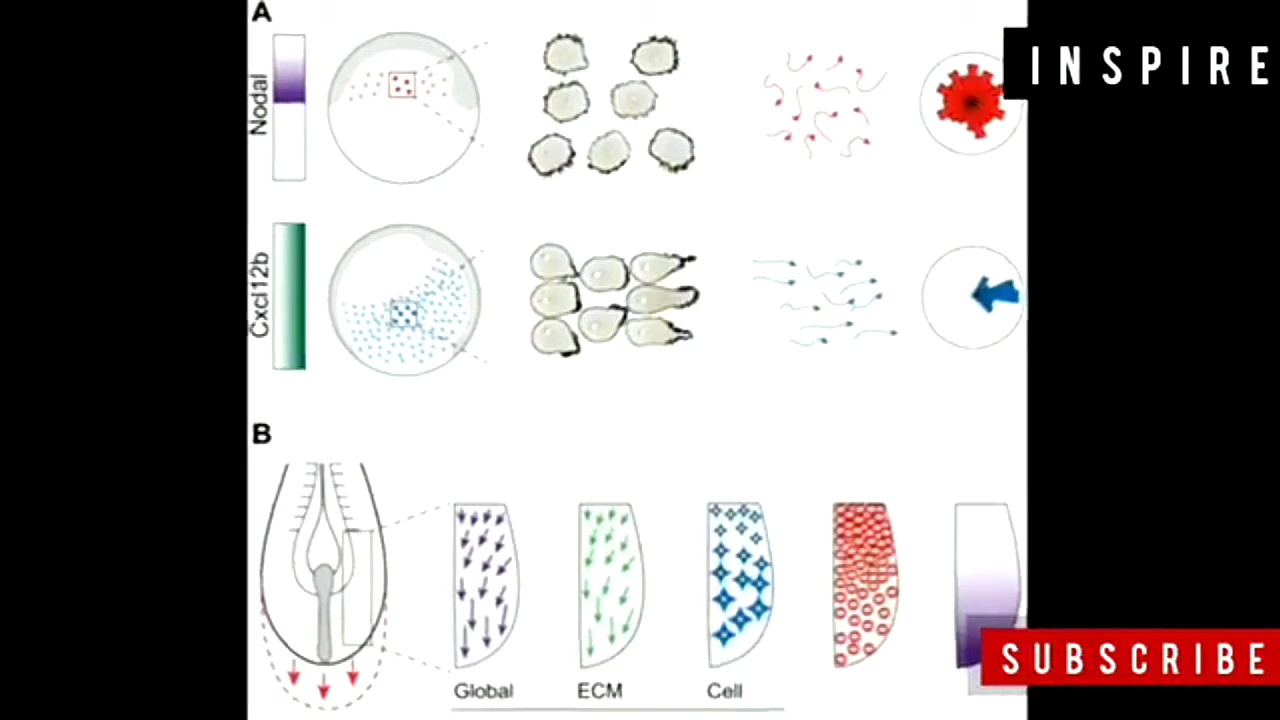 A
INSPIRE
Nodal
Cxcl12b
B
SUBSCRIBE
Global ECM Cell